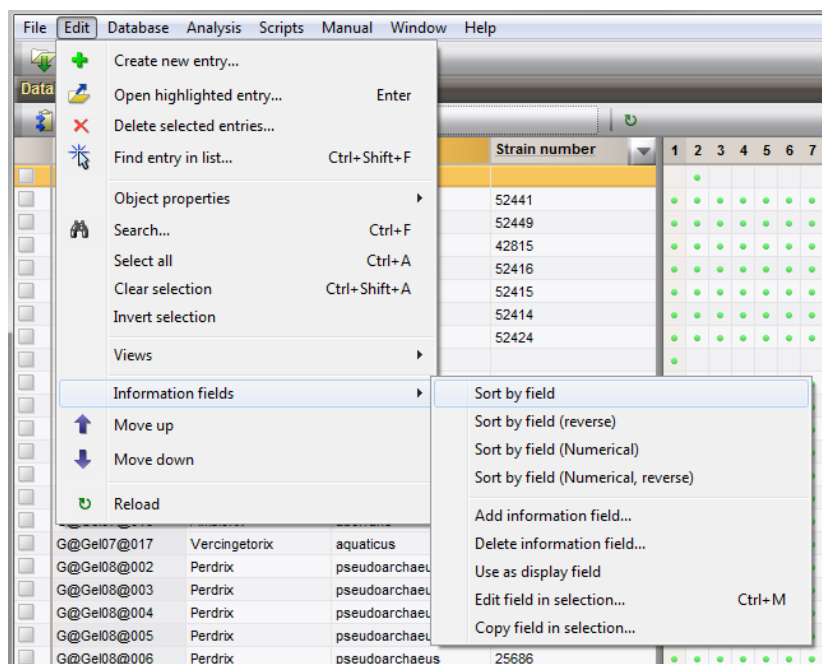 File Edit Database Analysis Scripts Manual Window Help
Create new entry...
Data
Open highlighted entry... Enter
Delete selected entries...
Strain number 1 2 3 4 5 6 7
Find entry in list... Ctrl+Shift+F
Object properties
52441
52449
Search... Ctrl+F
42815
Select all Ctrl+A
52416
Clear selection Ctrl+Shift+A
52415
Invert selection
52414
52424
Views
Information fields
Sort by field
Move up
Sort by field (reverse)
Sort by field (Numerical)
Move down
Sort by field (Numerical, reverse)
Reload
Add information field...
G@Gel07@017 Vercingetorix aquaticus
Delete information field...
G@Gel08@002 Perdrix pseudoarchaeu
Use as display field
G@Gel08@003 Perdrix pseudoarchaeu
Edit field in selection... Ctrl+M
G@Gel08@004 Perdrix pseudoarchaeu
Copy field in selection...
G@Gel08@005 Perdrix pseudoarchaeu
G@Gel08@006 Perdrix pseudoarchaeus 25686